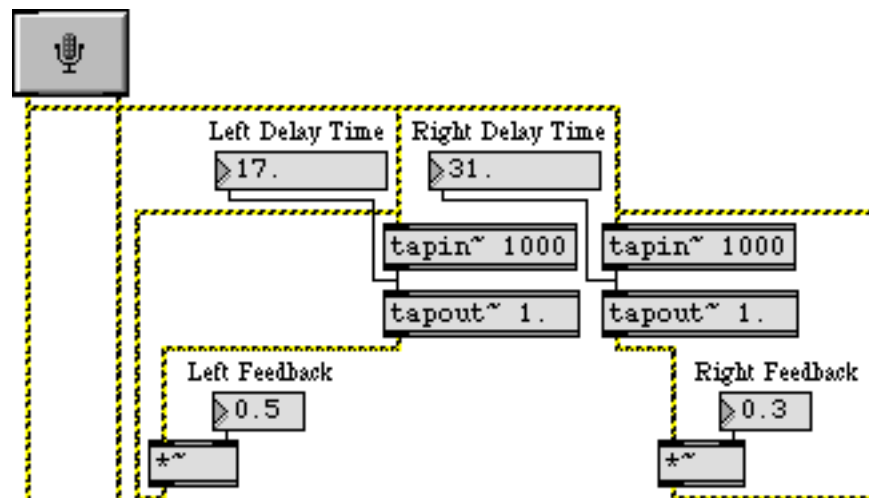 Left Delay Time
Right Delay Time
17.
31.
tapin~ 1000
tapin~ 1000
tapout~ 1.
tapout~ 1.
Left Feedback
Right Feedback
0.5
0.3
*~
*~